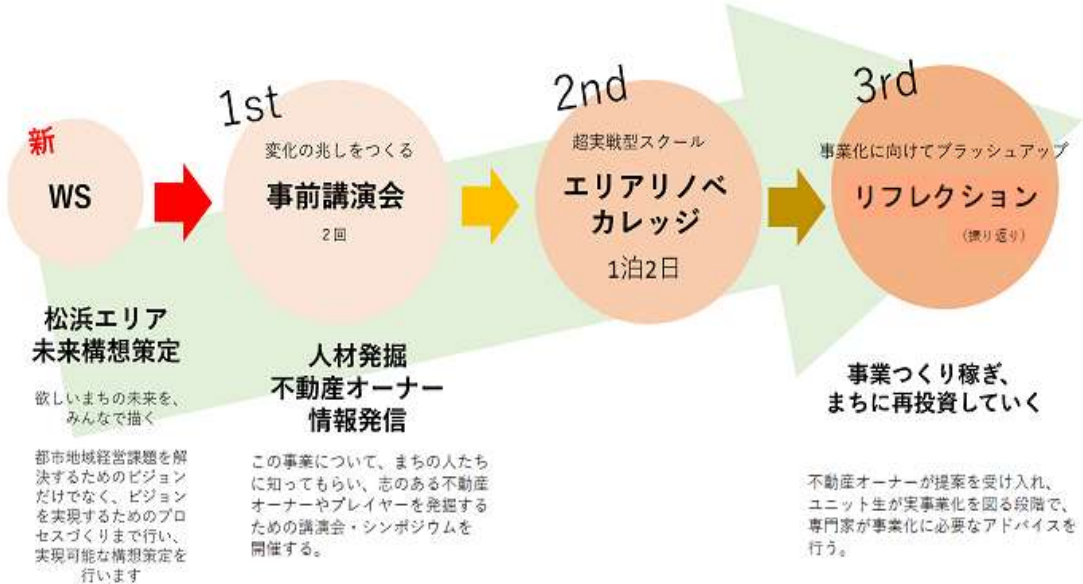 新
WS
松浜エリア
未来構想策定
欲しいまちの未来を、
みんなで描く
都市地域経営課題を解
決するためのビジョン
だけでなく、ビジョン
を実現するためのプロ
セスづくりまで行い、
実現可能な構想策定を
行います
1st
変化の兆しをつくる
事前講演会
2回
人材発掘
不動産オーナー
情報発信
この事業について、まちの人たち
に知ってもらい、志のある不動産
オーナーやプレイヤーを発掘する
ための講演会・シンポジウムを
開催する。
2nd
超実戦型スクール
エリアリノベ
カレッジ
1泊2日
3rd
事業化に向けてブラッシュアップ
リフレクション
(振り返り)
事業つくり稼ぎ、
まちに再投資していく
不動産オーナーが提案を受け入れ、
ユニット生が実事業化を図る段階で、
専門家が事業化に必要なアドバイスを
行う。